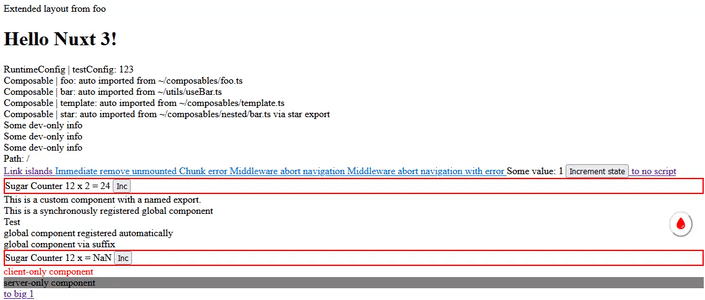 Extended layout from foo
Hello Nuxt 3!
RuntimeConfig | testConfig: 123
Composable | foo: auto imported from ~/composables/foo.ts
Composable | bar: auto imported from ~/utils/useBar.ts
Composable | template: auto imported from ~/composables/template.ts
Composable | star: auto imported from ~/composables/nested/bar.ts via star export
Some dev-only info
Some dev-only info
Some dev-only info
Path: /
Link islands Immediate remove unmounted Chunk error Middleware abort navigation Middleware abort navigation with error Some value: 1 Increment state to no script
Sugar Counter 12 x 2 = 24 Inc
This is a custom component with a named export.
This is a synchronously registered global component
Test
global component registered automatically
global component via suffix
Sugar Counter 12 x = NaN Inc
client-only component
server-only component
to big 1